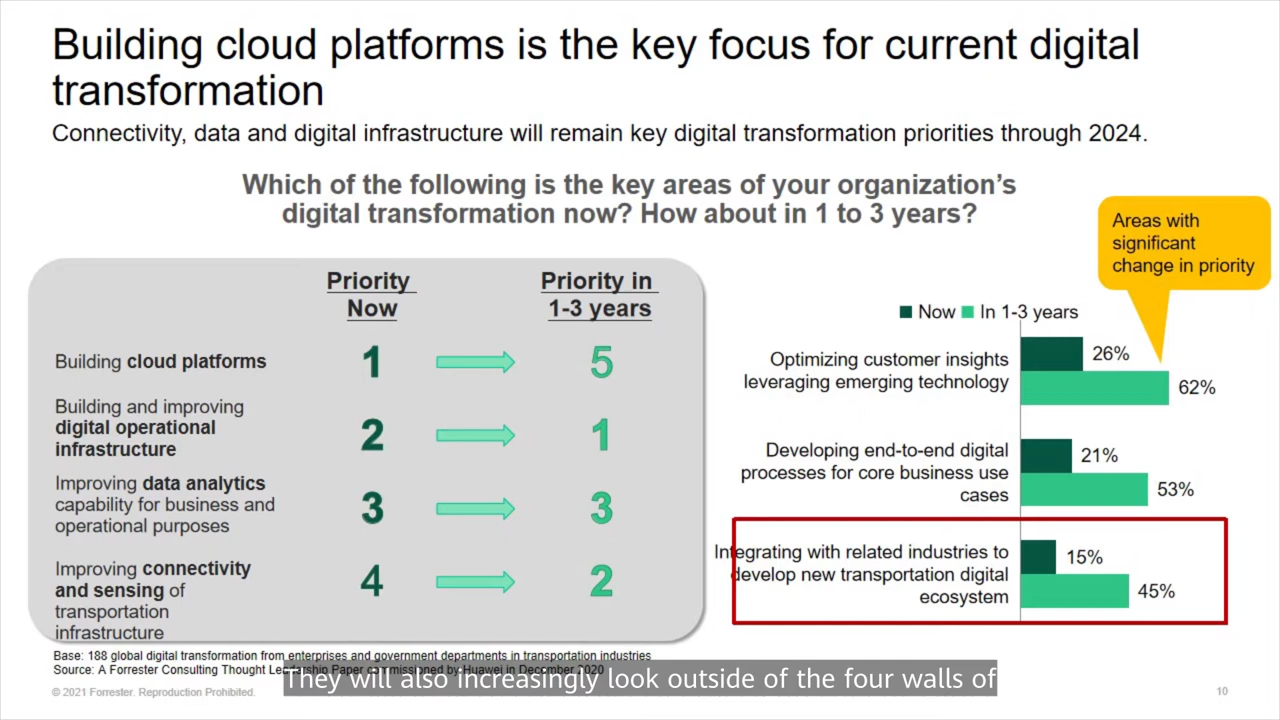 Building cloud platforms is the key focus for current digital
transformation
Connectivity, data and digital infrastructure will remain key digital transformation priorities through 2024.
Which of the following is the key areas of your organization's
digital transformation now? How about in 1 to 3 years?
Areas with
significant
change in priority
Priority
Now
Priority in
1-3 years
Building cloud platforms
1
5
Building and improving
digital operational
infrastructure
2
1
Improving data analytics
capability for business and
operational purposes
3
3
Improving connectivity
and sensing of
transportation
infrastructure
4
2
Now
In 1-3 years
Optimizing customer insights
leveraging emerging technology
26%
62%
Developing end-to-end digital
processes for core business use
cases
21%
53%
Integrating with related industries to
develop new transportation digital
ecosystem
15%
45%
Base: 188 global digital transformation from enterprises and government departments in transportation industries
Source: A Forrester Consulting Thought Leadership Paper commissioned by Huawei in December 2020
They will also increasingly look outside of the four walls of
© 2021 Forrester. Reproduction Prohibited.
10